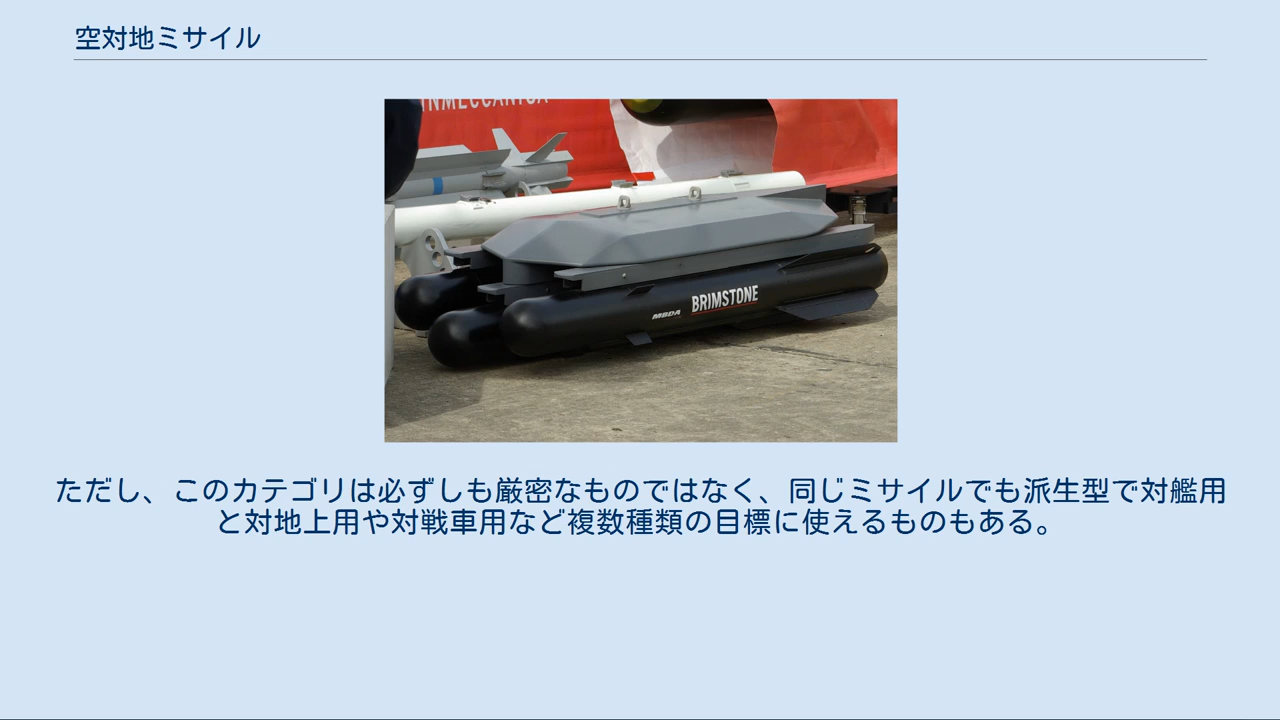 空対地ミサイル
INMECCANICA
MBDA BRIMSTONE
ただし、このカテゴリは必ずしも厳密なものではなく、同じミサイルでも派生型で対艦用
と対地上用や対戦車用など複数種類の目標に使えるものもある。